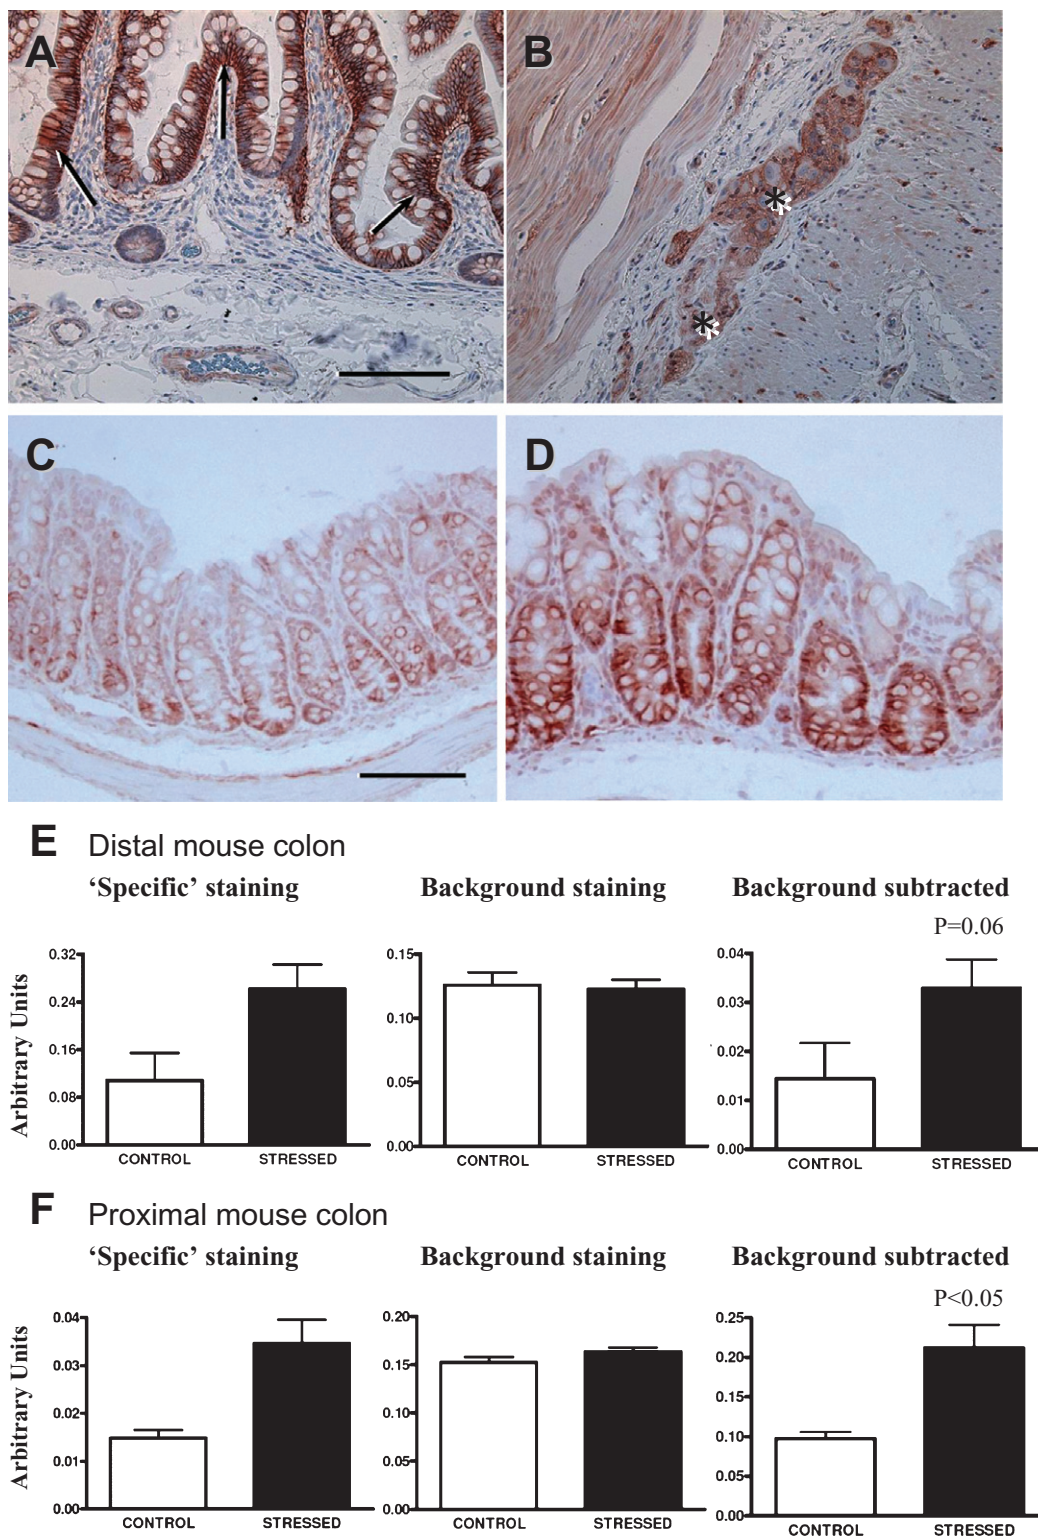 A
B
*
*
C
D
E Distal mouse colon
‘Specific’ staining
Background staining
Background subtracted
P=0.06
Arbitrary Units
0.32
0.24
0.16
0.08
0.00
CONTROL STRESSED
0.15
0.10
0.05
0.00
CONTROL STRESSED
0.04
0.03
0.02
0.01
0.00
CONTROL STRESSED
F Proximal mouse colon
‘Specific’ staining
Background staining
Background subtracted
P<0.05
Arbitrary Units
0.04
0.03
0.02
0.01
0.00
CONTROL STRESSED
0.20
0.15
0.10
0.05
0.00
CONTROL STRESSED
0.25
0.20
0.15
0.10
0.05
0.00
CONTROL STRESSED